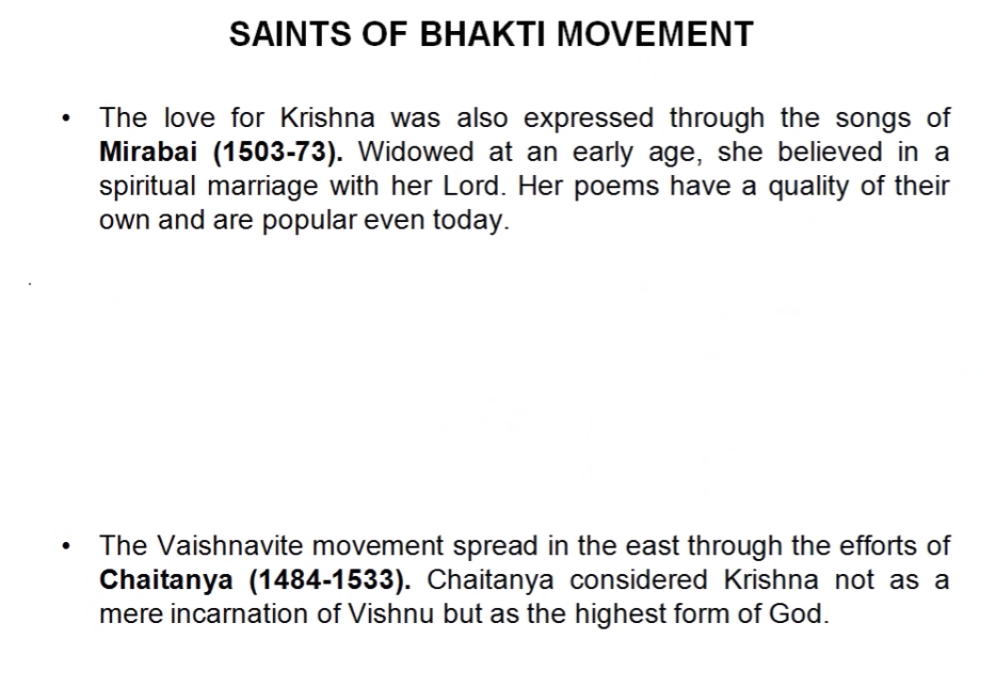 SAINTS OF BHAKTI MOVEMENT
• The love for Krishna was also expressed through the songs of
Mirabai (1503-73). Widowed at an early age, she believed in a
spiritual marriage with her Lord. Her poems have a quality of their
own and are popular even today.
• The Vaishnavite movement spread in the east through the efforts of
Chaitanya (1484-1533). Chaitanya considered Krishna not as a
mere incarnation of Vishnu but as the highest form of God.